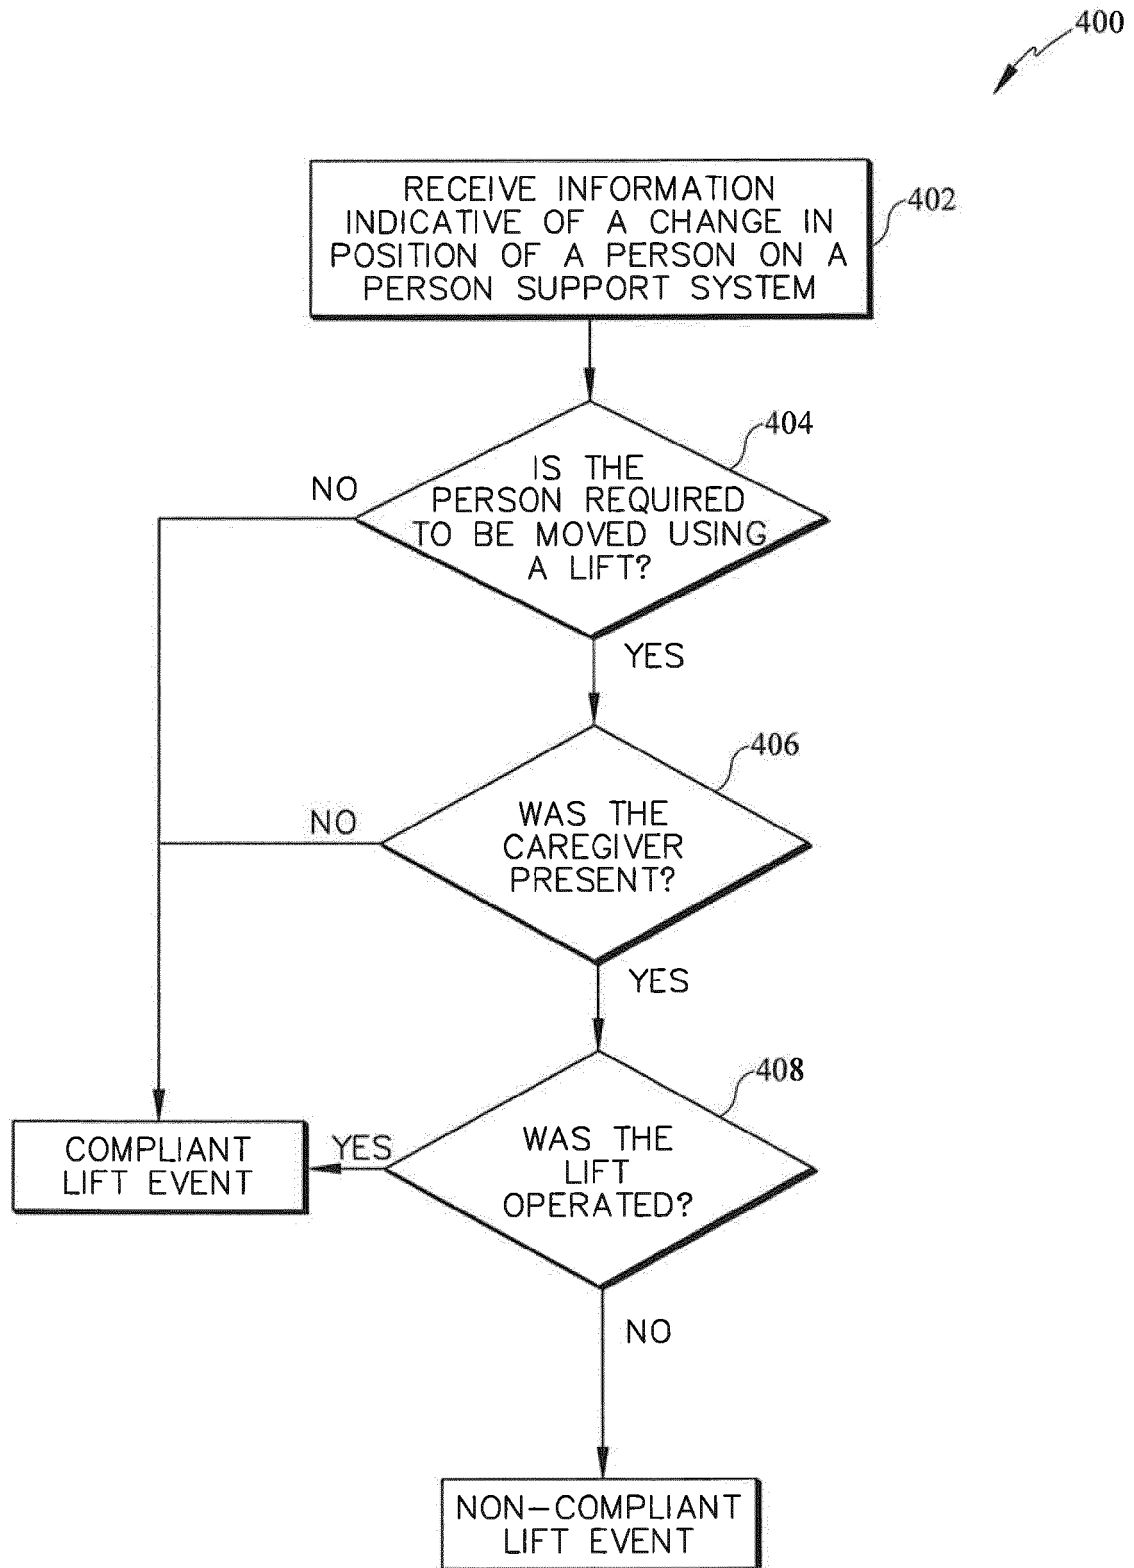 400
RECEIVE INFORMATION
INDICATIVE OF A CHANGE IN
POSITION OF A PERSON ON A
PERSON SUPPORT SYSTEM
402
404
NO
IS THE
PERSON REQUIRED
TO BE MOVED USING
A LIFT?
YES
406
NO
WAS THE
CAREGIVER
PRESENT?
YES
408
COMPLIANT
LIFT EVENT
YES
WAS THE
LIFT
OPERATED?
NO
NON-COMPLIANT
LIFT EVENT